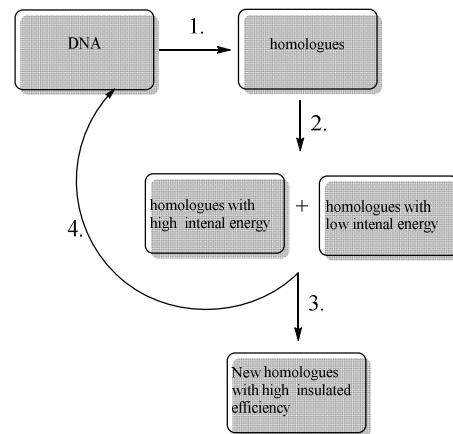 DNA
1.
homologues
2.
homologues with
high intenal energy
+
homologues with
low intenal energy
4.
3.
New homologues
with high insulated
efficiency